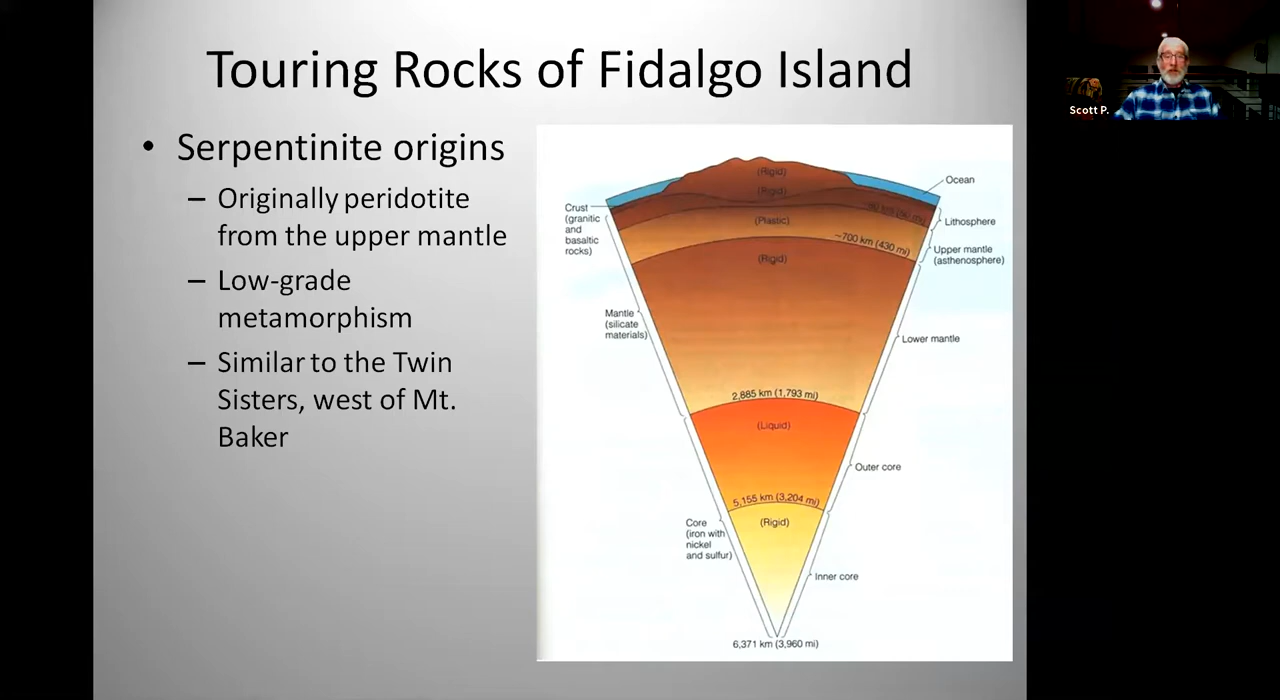 Touring Rocks of Fidalgo Island
• Serpentinite origins
– Originally peridotite
from the upper mantle
– Low-grade
metamorphism
– Similar to the Twin
Sisters, west of Mt.
Baker
(Rigid)
(Rigid)
(Plastic)
~700 km (430 mi)
(Rigid)
2,885 km (1,793 mi)
(Liquid)
5,155 km (3,204 mi)
(Rigid)
6,371 km (3,960 mi)
Crust
(granitic
and
basaltic
rocks)
Mantle
(silicate
materials)
Core
(iron with
nickel
and sulfur)
Ocean
Lithosphere
Upper mantle
(asthenosphere)
Lower mantle
Outer core
Inner core
Scott P.